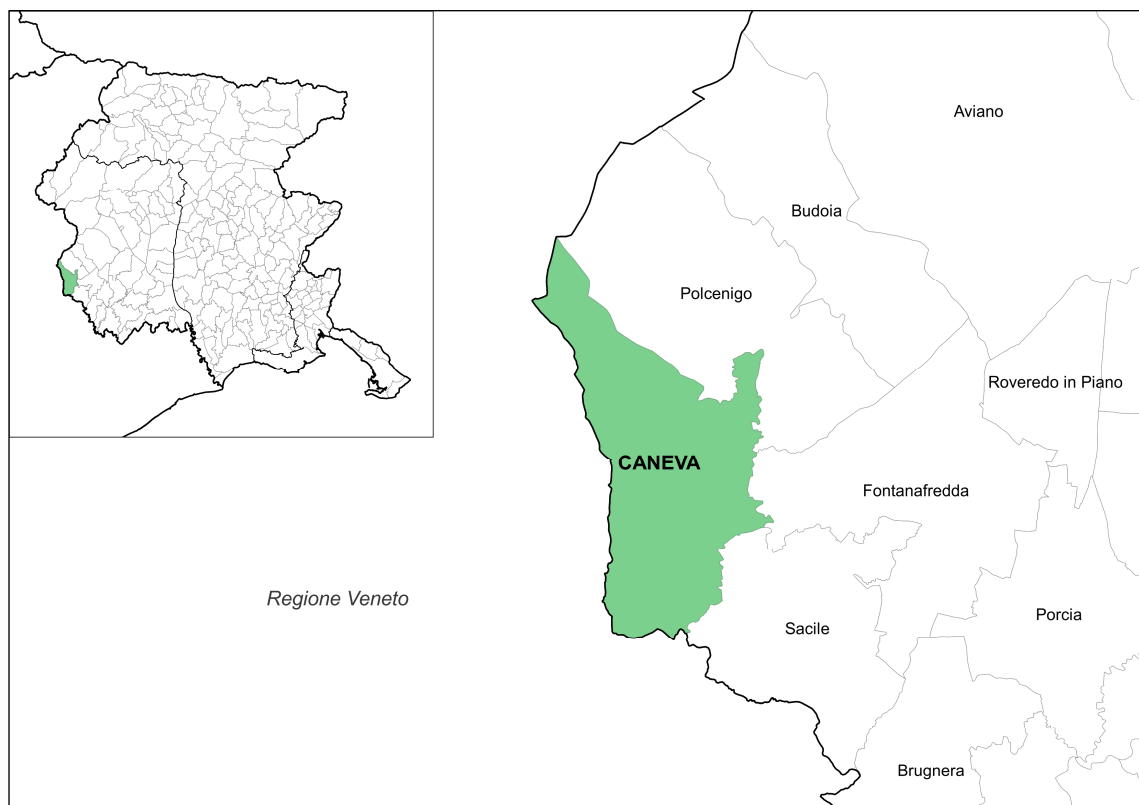 Aviano
Budoia
Polcenigo
Roveredo in Piano
CANEVA
Fontanafredda
Regione Veneto
Sacile
Porcia
Brugnera